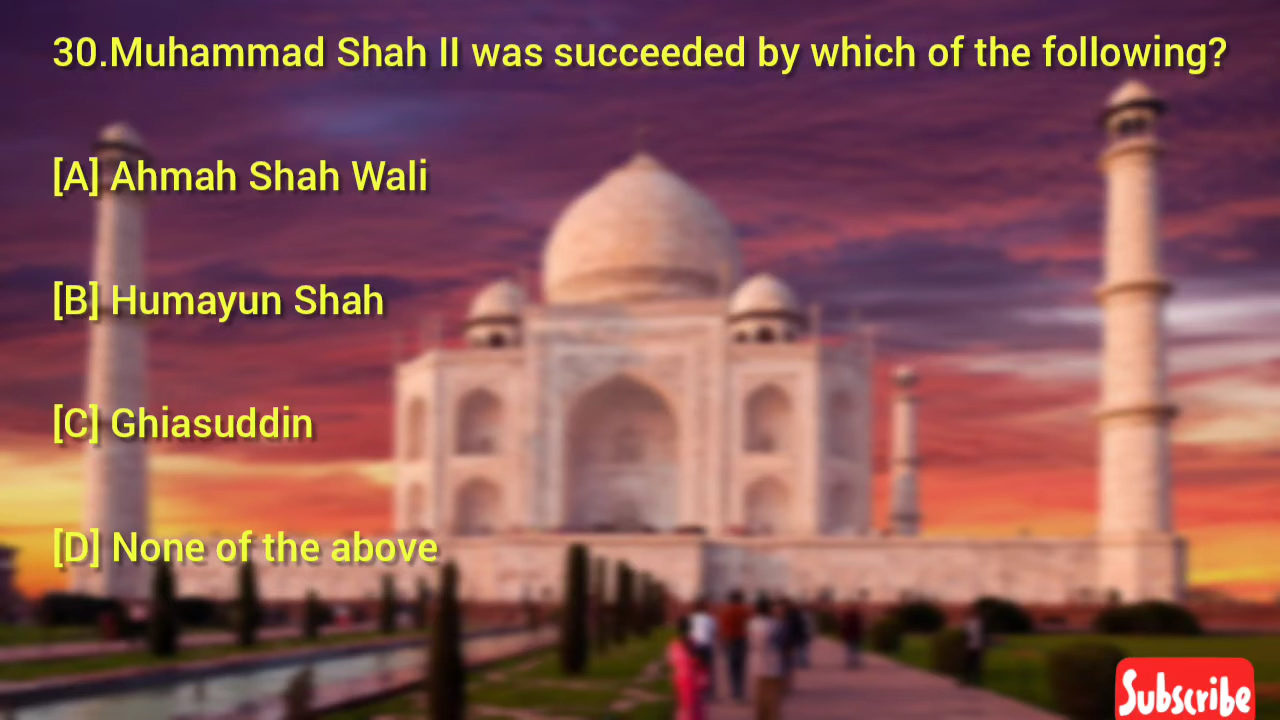 30.Muhammad Shah II was succeeded by which of the following?
[A] Ahmah Shah Wali
[B] Humayun Shah
[C] Ghiasuddin
[D] None of the above
Subscribe